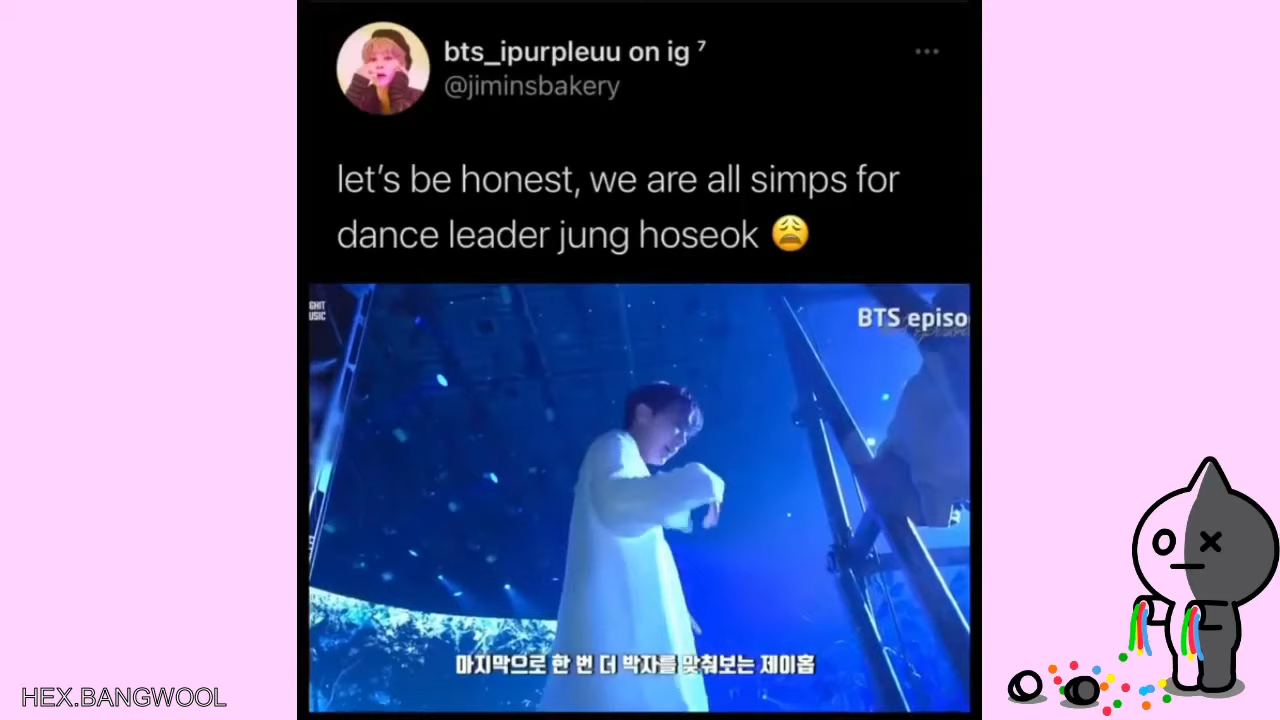 bts_ipurpleuu on ig ⁷
@jiminsbakery
let's be honest, we are all simps for
dance leader jung hoseok 😩
GHIT
USIC
BTS episo
마지막으로 한 번 더 박자를 맞춰보는 제이홉
HEX.BANGWOOL